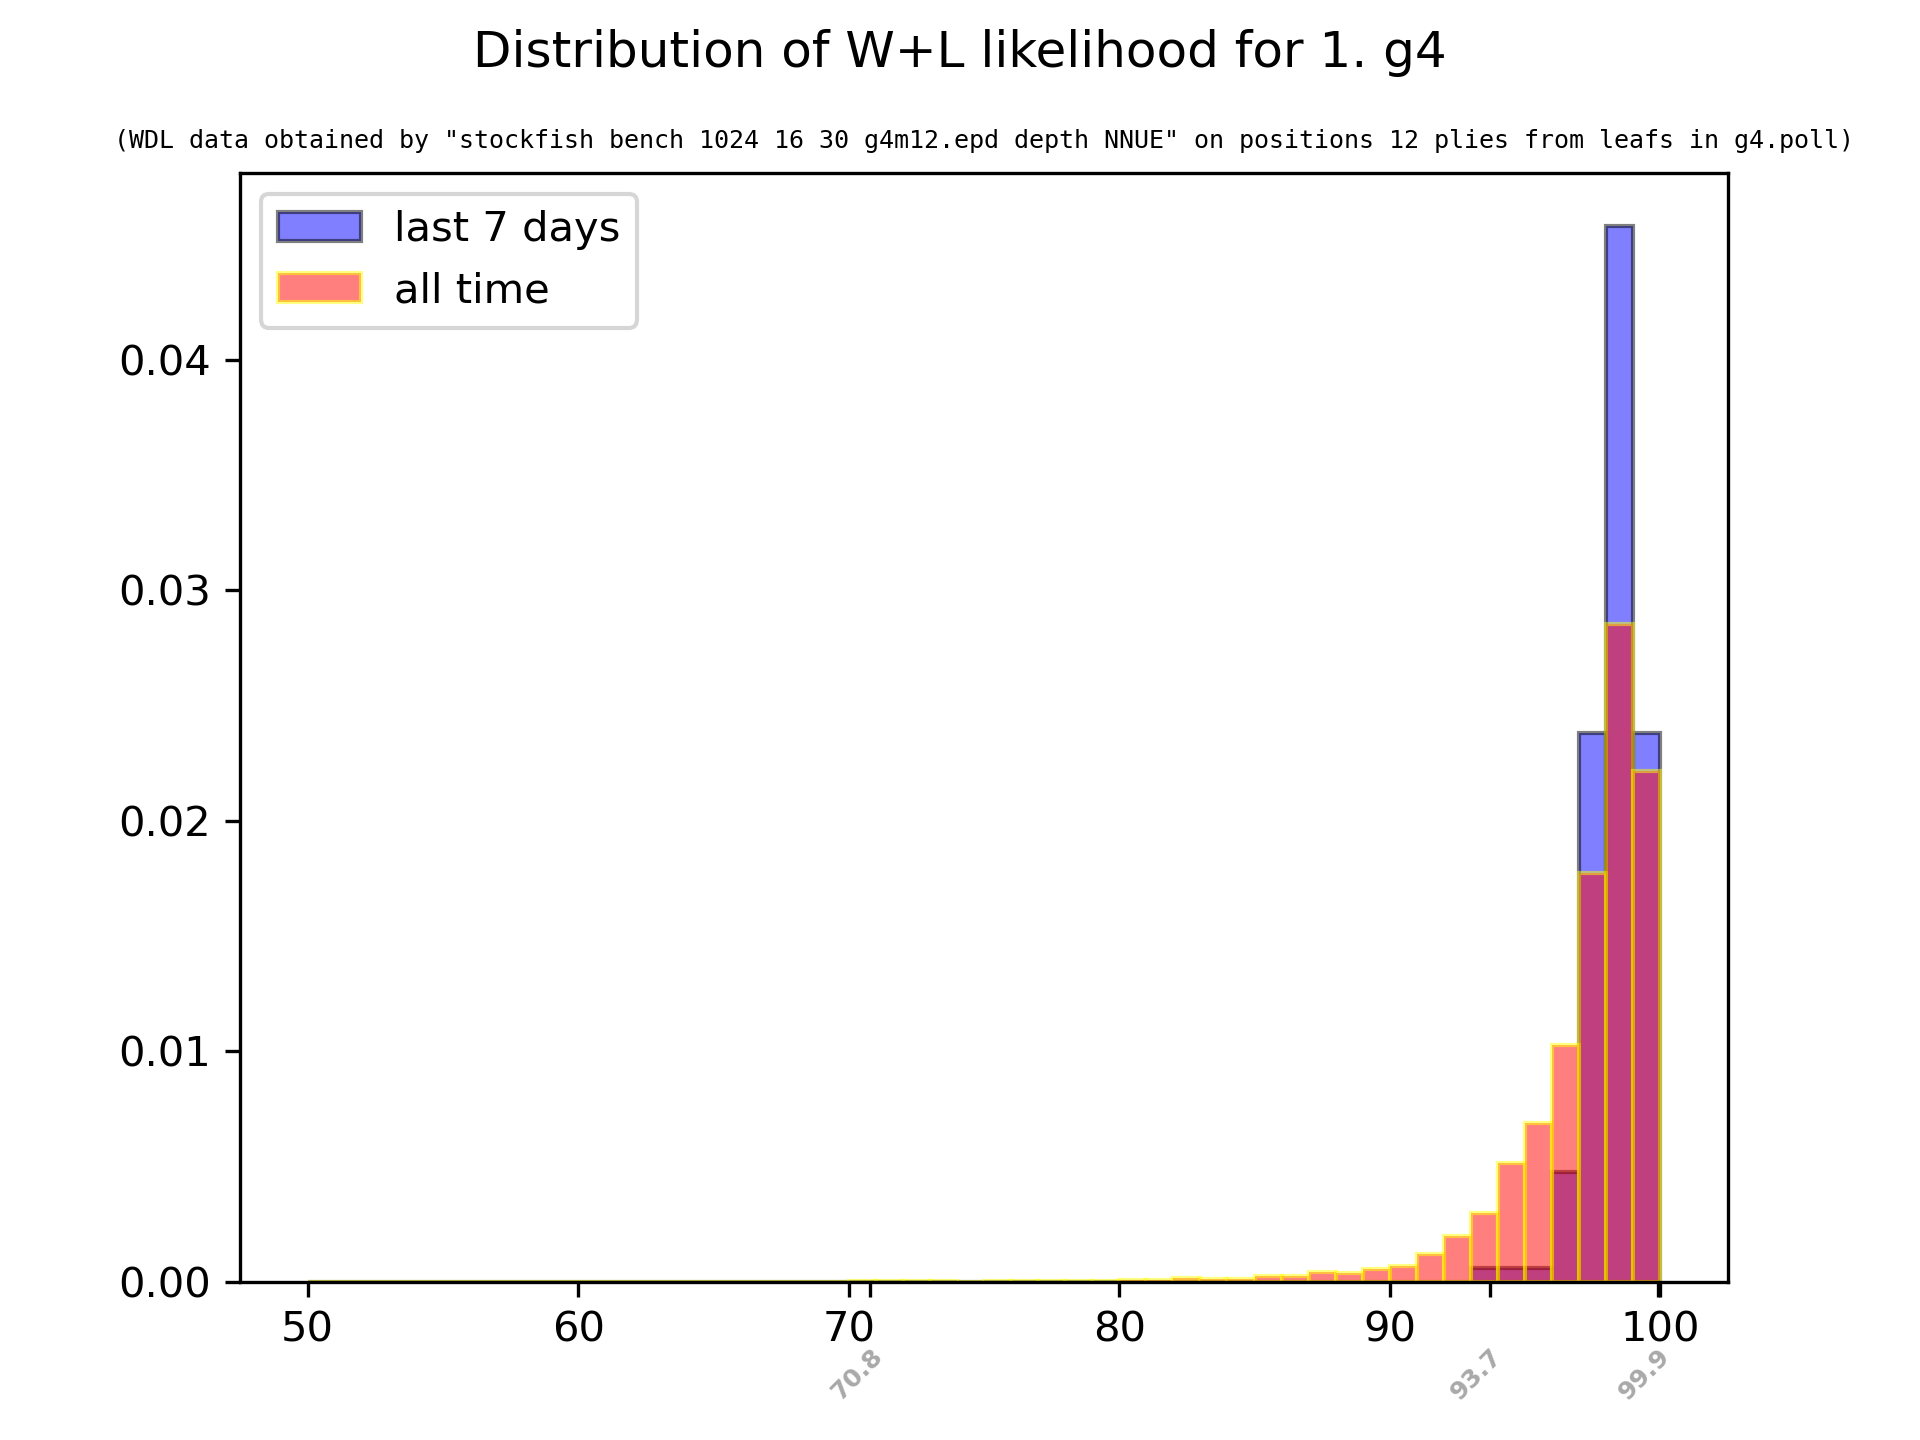 Distribution of W+L likelihood for 1. g4
(WDL data obtained by "stockfish bench 1024 16 30 g4m12.epd depth NNUE" on positions 12 plies from leafs in g4.poll)
last 7 days
all time
0.04
0.03
0.02
0.01
0.00
50 60 70 80 90 100
70.8 93.7 99.9